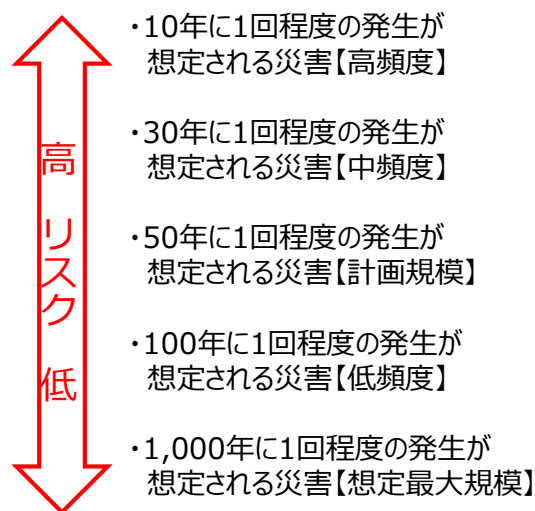 ・10年に1回程度の発生が
想定される災害【高頻度】
・30年に1回程度の発生が
想定される災害【中頻度】
・50年に1回程度の発生が
想定される災害【計画規模】
・100年に1回程度の発生が
想定される災害【低頻度】
・1,000年に1回程度の発生が
想定される災害【想定最大規模】
高 リスク 低